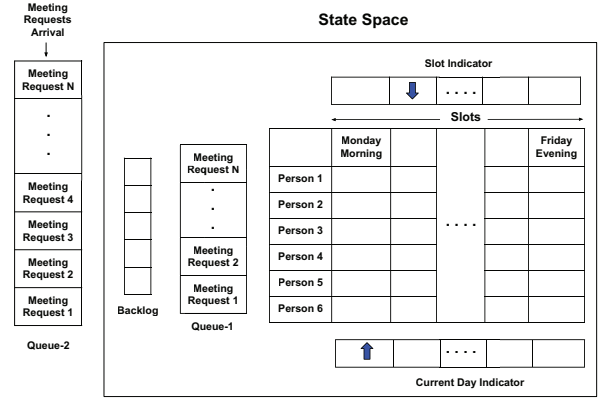 Meeting
Requests
Arrival
State Space
Meeting
Request N
.
.
.
Meeting
Request 4
Meeting
Request 3
Meeting
Request 2
Meeting
Request 1
Queue-2
Backlog
Meeting
Request N
.
.
.
Meeting
Request 2
Meeting
Request 1
Queue-1
Slot Indicator
. . . .
Slots
Monday
Morning
Friday
Evening
Person 1
Person 2
Person 3
. . . .
Person 4
Person 5
Person 6
. . . .
Current Day Indicator